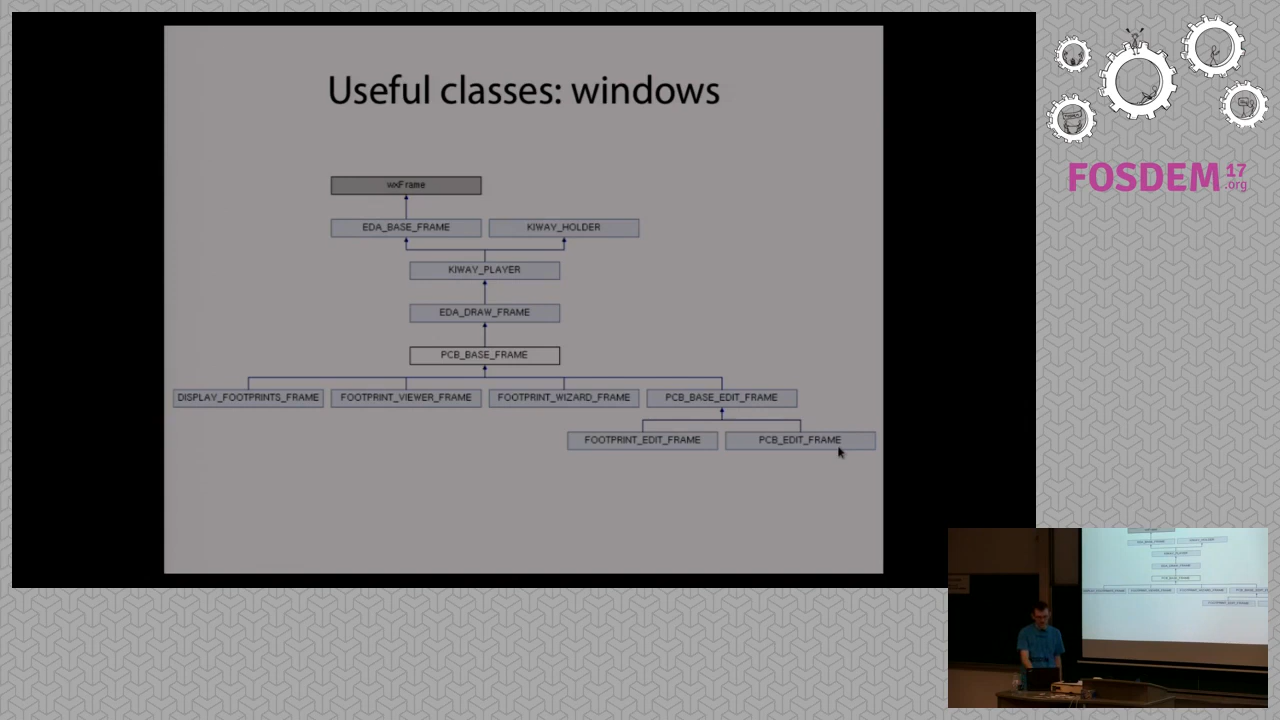 Useful classes: windows
wxFrame
EDA_BASE_FRAME KIWAY_HOLDER
KIWAY_PLAYER
EDA_DRAW_FRAME
PCB_BASE_FRAME
DISPLAY_FOOTPRINTS_FRAME FOOTPRINT_VIEWER_FRAME FOOTPRINT_WIZARD_FRAME PCB_BASE_EDIT_FRAME
FOOTPRINT_EDIT_FRAME PCB_EDIT_FRAME
FOSDEM 17
.org